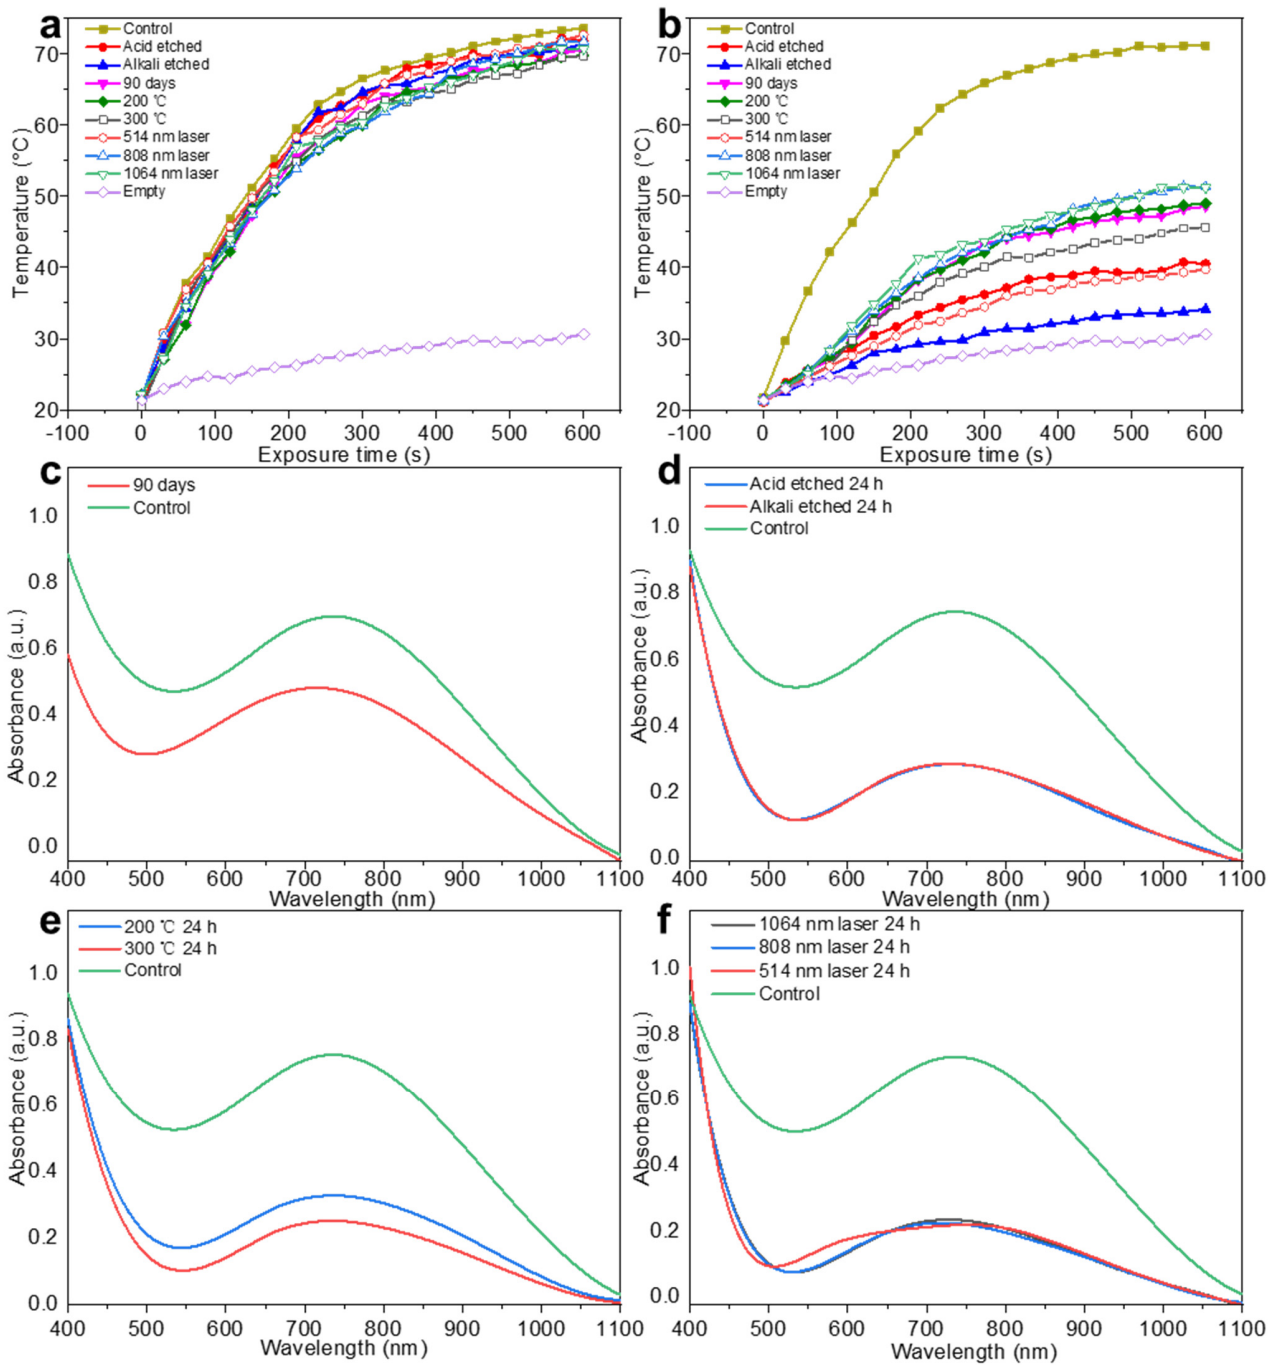 a
Control
Acid etched
Alkali etched
90 days
200 ℃
300 ℃
514 nm laser
808 nm laser
1064 nm laser
Empty
Temperature (°C)
70
60
50
40
30
20
-100 0 100 200 300 400 500 600
Exposure time (s)
b
Control
Acid etched
Alkali etched
90 days
200 ℃
300 ℃
514 nm laser
808 nm laser
1064 nm laser
Empty
Temperature (°C)
70
60
50
40
30
20
-100 0 100 200 300 400 500 600
Exposure time (s)
c
90 days
Control
Absorbance (a.u.)
1.0
0.8
0.6
0.4
0.2
0.0
400 500 600 700 800 900 1000 1100
Wavelength (nm)
d
Acid etched 24 h
Alkali etched 24 h
Control
Absorbance (a.u.)
1.0
0.8
0.6
0.4
0.2
0.0
400 500 600 700 800 900 1000 1100
Wavelength (nm)
e
200 ℃ 24 h
300 ℃ 24 h
Control
Absorbance (a.u.)
1.0
0.8
0.6
0.4
0.2
0.0
400 500 600 700 800 900 1000 1100
Wavelength (nm)
f
1064 nm laser 24 h
808 nm laser 24 h
514 nm laser 24 h
Control
Absorbance (a.u.)
1.0
0.8
0.6
0.4
0.2
0.0
400 500 600 700 800 900 1000 1100
Wavelength (nm)